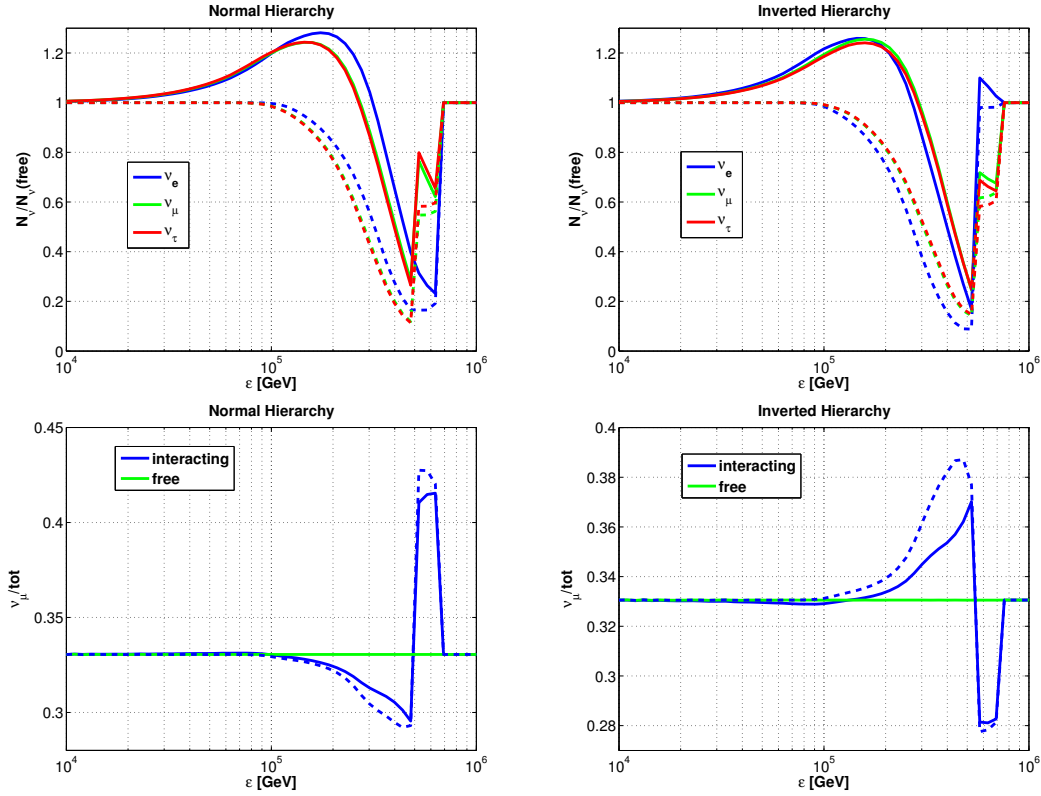 Normal Hierarchy
N_ν/N_ν(free)
1.2
1
0.8
0.6
0.4
0.2
0
ν_e
ν_μ
ν_τ
10^4
10^5
10^6
ε [GeV]
Inverted Hierarchy
N_ν/N_ν(free)
1.2
1
0.8
0.6
0.4
0.2
0
ν_e
ν_μ
ν_τ
10^4
10^5
10^6
ε [GeV]
Normal Hierarchy
ν_μ/tot
0.45
0.4
0.35
0.3
interacting
free
10^4
10^5
10^6
ε [GeV]
Inverted Hierarchy
ν_μ/tot
0.4
0.38
0.36
0.34
0.32
0.3
0.28
interacting
free
10^4
10^5
10^6
ε [GeV]